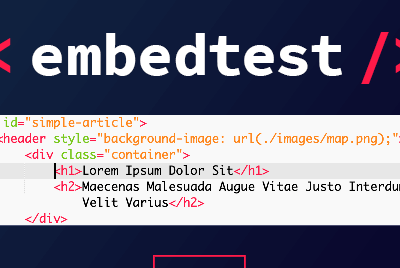 < embedtest />
id="simple-article">
<header style="background-image: url(./images/map.png);">
<div class="container">
<h1>Lorem Ipsum Dolor Sit</h1>
<h2>Maecenas Malesuada Augue Vitae Justo Interdum
Velit Varius</h2>
</div>